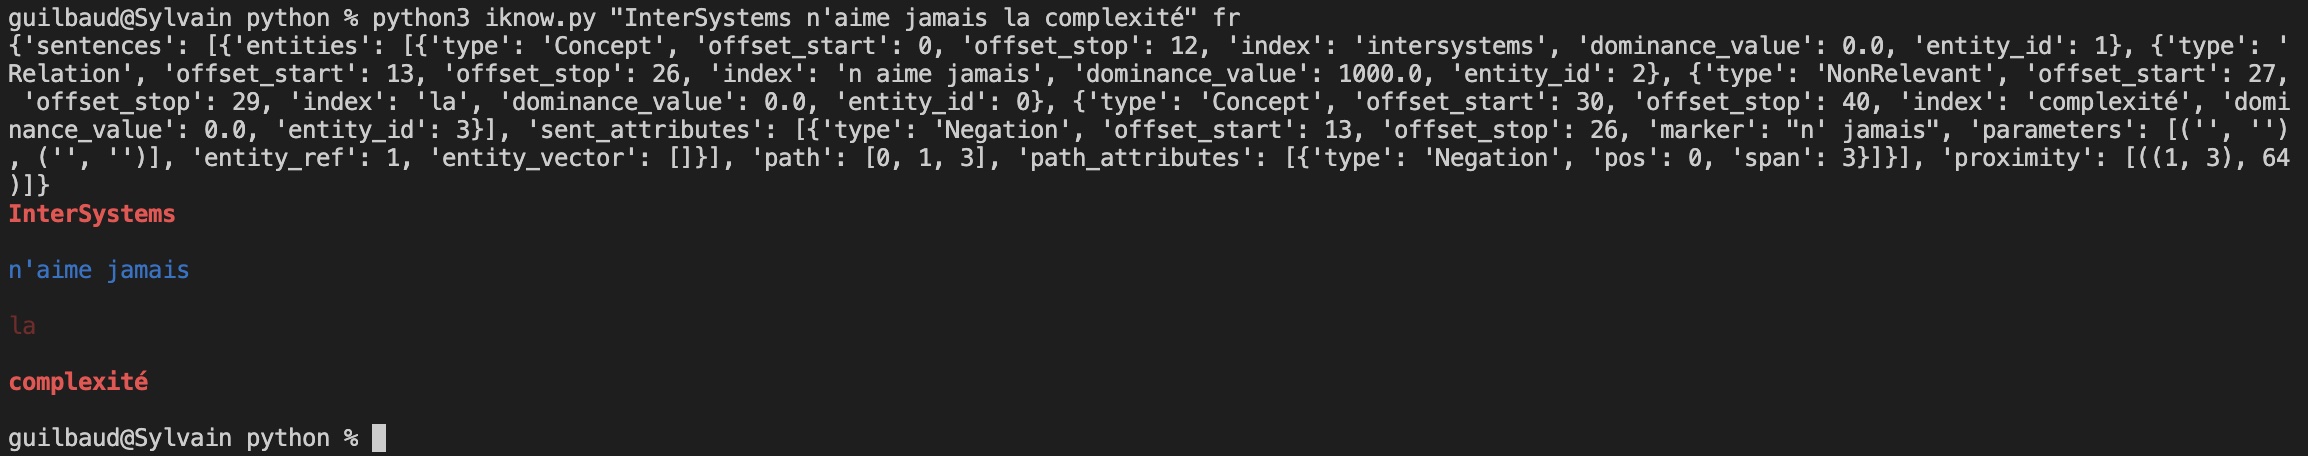 guilbaud@Sylvain python % python3 iknow.py "InterSystems n'aime jamais la complexité" fr
{'sentences': [{'entities': [{'type': 'Concept', 'offset_start': 0, 'offset_stop': 12, 'index': 'intersystems', 'dominance_value': 0.0, 'entity_id': 1}, {'type': '
Relation', 'offset_start': 13, 'offset_stop': 26, 'index': 'n aime jamais', 'dominance_value': 1000.0, 'entity_id': 2}, {'type': 'NonRelevant', 'offset_start': 27,
 'offset_stop': 29, 'index': 'la', 'dominance_value': 0.0, 'entity_id': 0}, {'type': 'Concept', 'offset_start': 30, 'offset_stop': 40, 'index': 'complexité', 'domi
nance_value': 0.0, 'entity_id': 3}], 'sent_attributes': [{'type': 'Negation', 'offset_start': 13, 'offset_stop': 26, 'marker': "n' jamais", 'parameters': [('', '')
, ('', '')], 'entity_ref': 1, 'entity_vector': []}], 'path': [0, 1, 3], 'path_attributes': [{'type': 'Negation', 'pos': 0, 'span': 3}]}], 'proximity': [((1, 3), 64
)]}
InterSystems
n'aime jamais
la
complexité
guilbaud@Sylvain python %